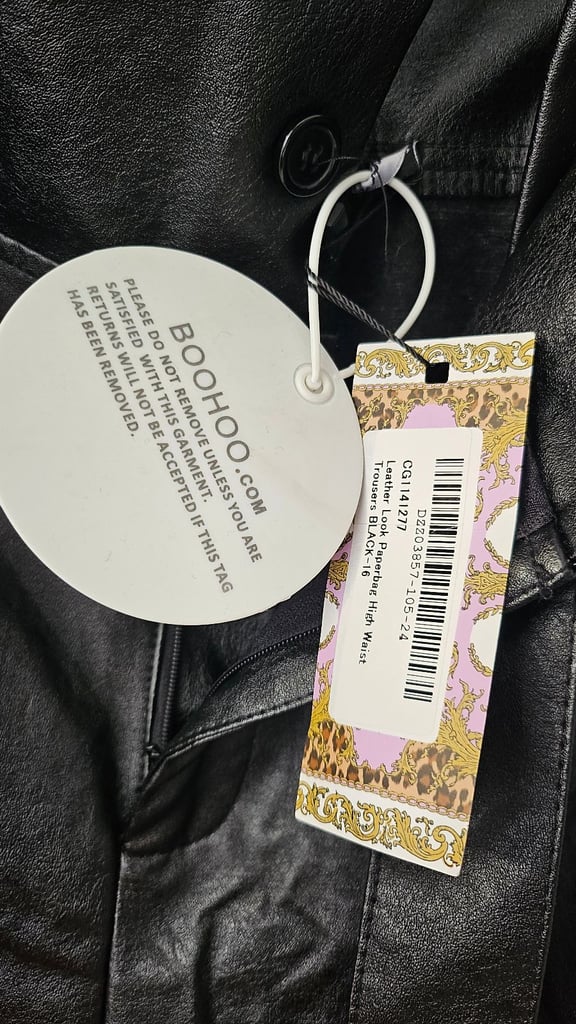 BOOHOO.COM
PLEASE DO NOT REMOVE UNLESS YOU ARE
SATISFIED WITH THIS GARMENT.
RETURNS WILL NOT BE ACCEPTED IF THIS TAG
HAS BEEN REMOVED.
DZZ03857-105-24
CG1141277
Leather Look Paperbag High Waist
Trousers BLACK-16